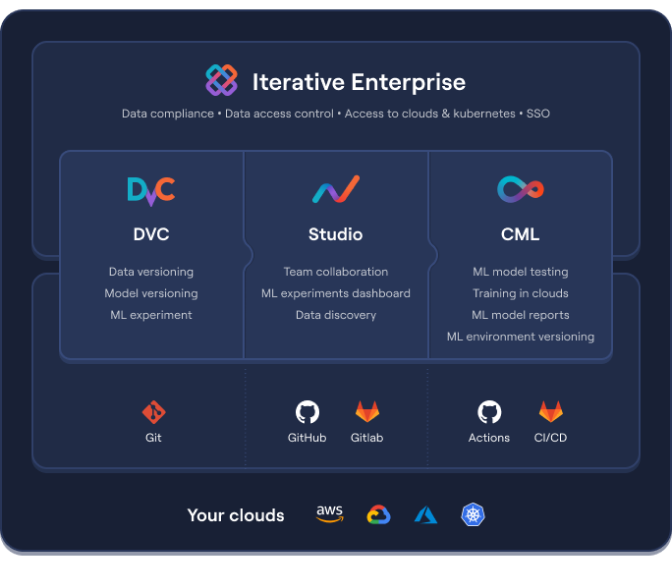 Iterative Enterprise
Data compliance • Data access control • Access to clouds & kubernetes • SSO
DVC
DVC
Data versioning
Model versioning
ML experiment
Studio
Team collaboration
ML experiments dashboard
Data discovery
CML
ML model testing
Training in clouds
ML model reports
ML environment versioning
Git
GitHub
Gitlab
Actions
CI/CD
Your clouds
aws